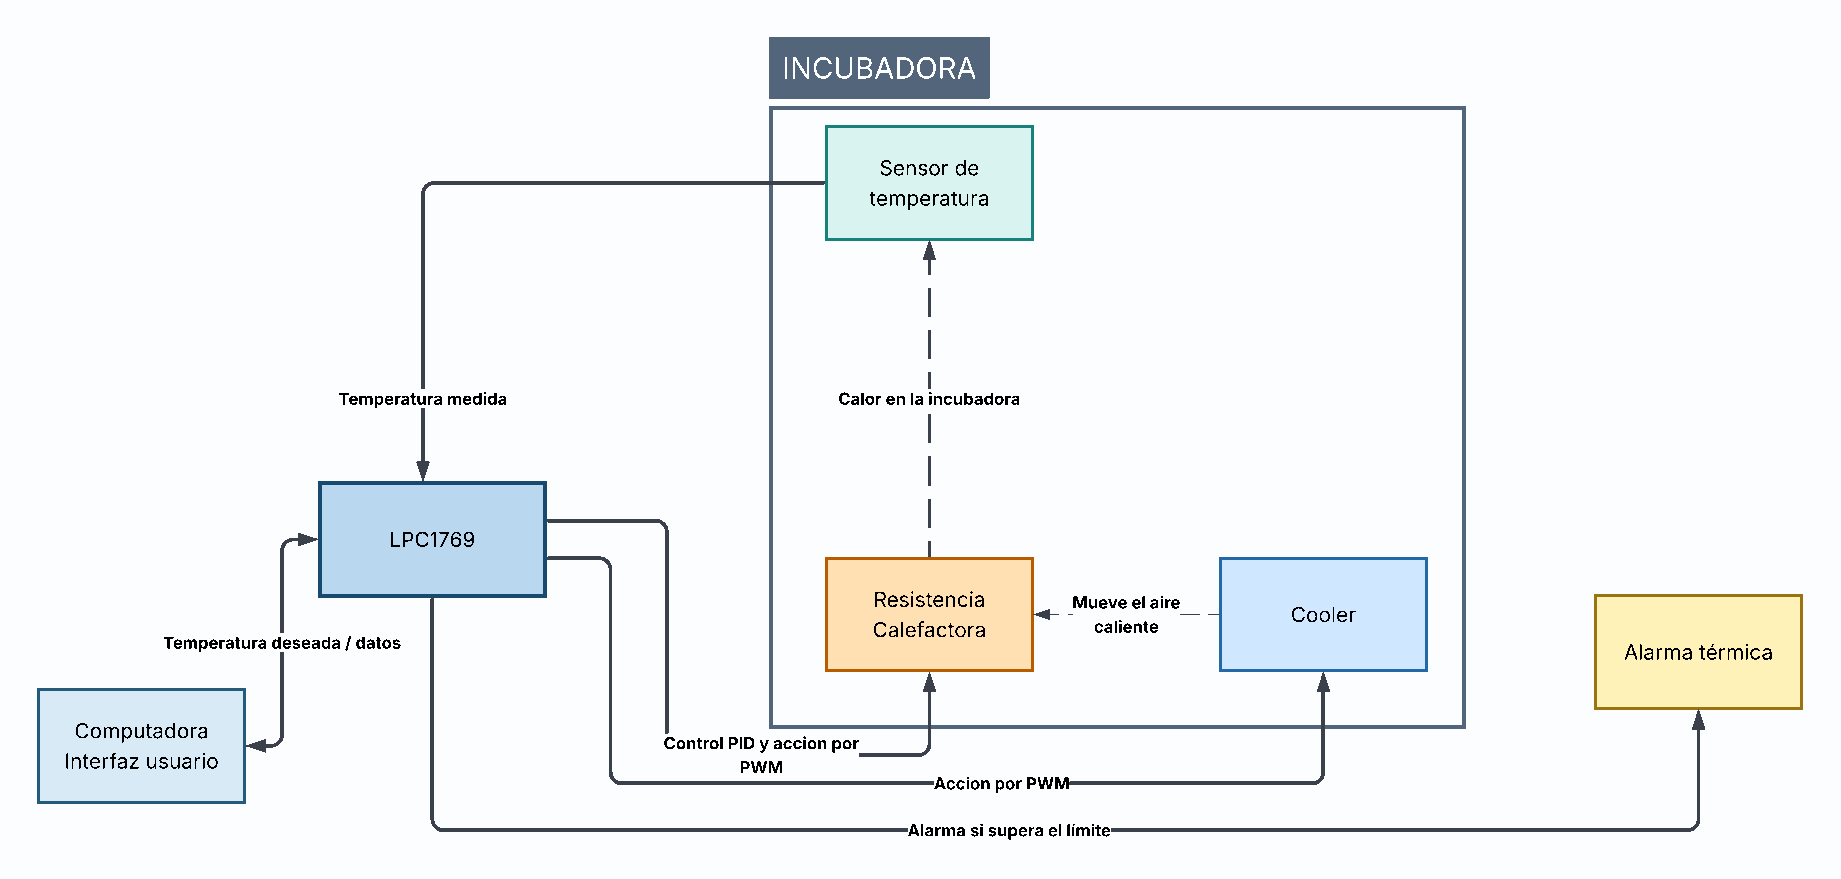 INCUBADORA
Sensor de
temperatura
Temperatura medida
Calor en la incubadora
LPC1769
Resistencia
Calefactora
Mueve el aire
caliente
Cooler
Alarma térmica
Temperatura deseada / datos
Computadora
Interfaz usuario
Control PID y accion por
PWM
Accion por PWM
Alarma si supera el límite